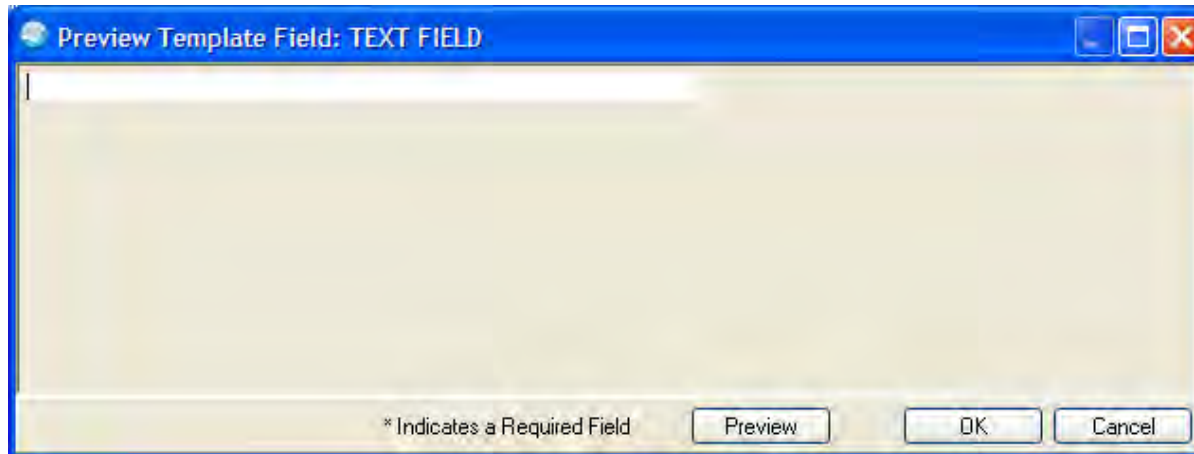 Preview Template Field: TEXT FIELD
* Indicates a Required Field Preview OK Cancel